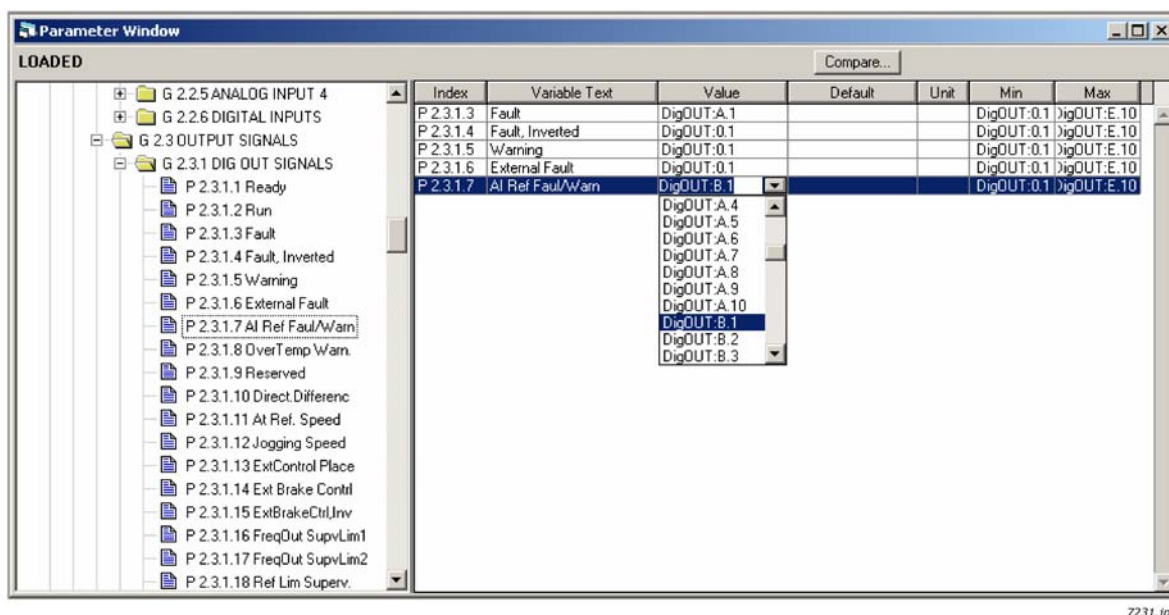 Parameter Window
LOADED
Compare...
G 2.2.5 ANALOG INPUT 4
G 2.2.6 DIGITAL INPUTS
G 2.3 OUTPUT SIGNALS
G 2.3.1 DIG OUT SIGNALS
P 2.3.1.1 Ready
P 2.3.1.2 Run
P 2.3.1.3 Fault
P 2.3.1.4 Fault, Inverted
P 2.3.1.5 Warning
P 2.3.1.6 External Fault
P 2.3.1.7 AI Ref Faul/Warn
P 2.3.1.8 OverTemp Warn.
P 2.3.1.9 Reserved
P 2.3.1.10 Direct.Differenc
P 2.3.1.11 At Ref. Speed
P 2.3.1.12 Jogging Speed
P 2.3.1.13 ExtControl Place
P 2.3.1.14 Ext Brake Contrl
P 2.3.1.15 ExtBrakeCtrl,Inv
P 2.3.1.16 FreqOut SupvLim1
P 2.3.1.17 FreqOut SupvLim2
P 2.3.1.18 Ref Lim Superv.
Index Variable Text Value Default Unit Min Max
P 2.3.1.3 Fault DigOUT:A.1 DigOUT:0.1 DigOUT:E.10
P 2.3.1.4 Fault, Inverted DigOUT:0.1 DigOUT:0.1 DigOUT:E.10
P 2.3.1.5 Warning DigOUT:0.1 DigOUT:0.1 DigOUT:E.10
P 2.3.1.6 External Fault DigOUT:0.1 DigOUT:0.1 DigOUT:E.10
P 2.3.1.7 AI Ref Faul/Warn DigOUT:B.1 DigOUT:0.1 DigOUT:E.10
DigOUT:A.4
DigOUT:A.5
DigOUT:A.6
DigOUT:A.7
DigOUT:A.8
DigOUT:A.9
DigOUT:A.10
DigOUT:B.1
DigOUT:B.2
DigOUT:B.3